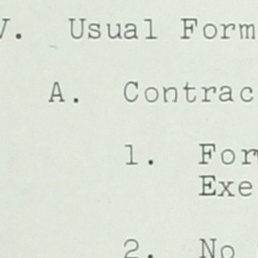 V. Usual Form
A. Contrac
1. For
Exe
2. No